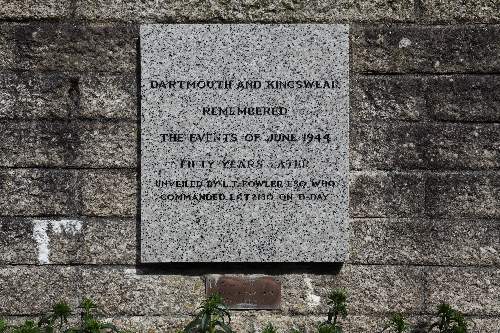 DARTMOUTH AND KINGSWEAR
REMEMBERED
THE EVENTS OF JUNE 1944
FIFTY YEARS LATER
UNVEILED BY L.T. FOWLER ESQ. WHO
COMMANDED ON D-DAY